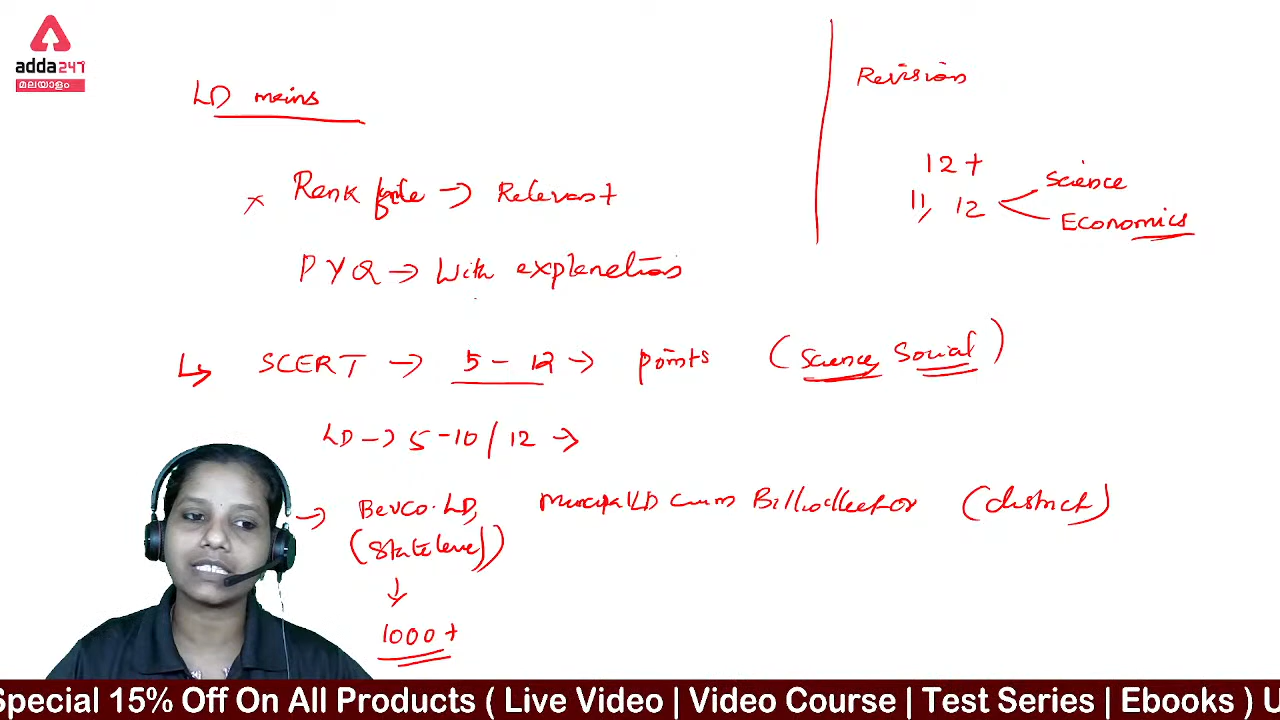 adda247
മലയാളം
LD mains
Rank file → Relevant
PYQ → With explanation
↳ SCERT → 5 - 12 → points (Science, Social)
LD → 5 - 10 / 12 →
→ Bevco. LD, LD cum Bill collector (district)
(State level)
↓
1000 +
Revision
12 +
11, 12
Science
Economics
Special 15% Off On All Products ( Live Video | Video Course | Test Series | Ebooks ) U